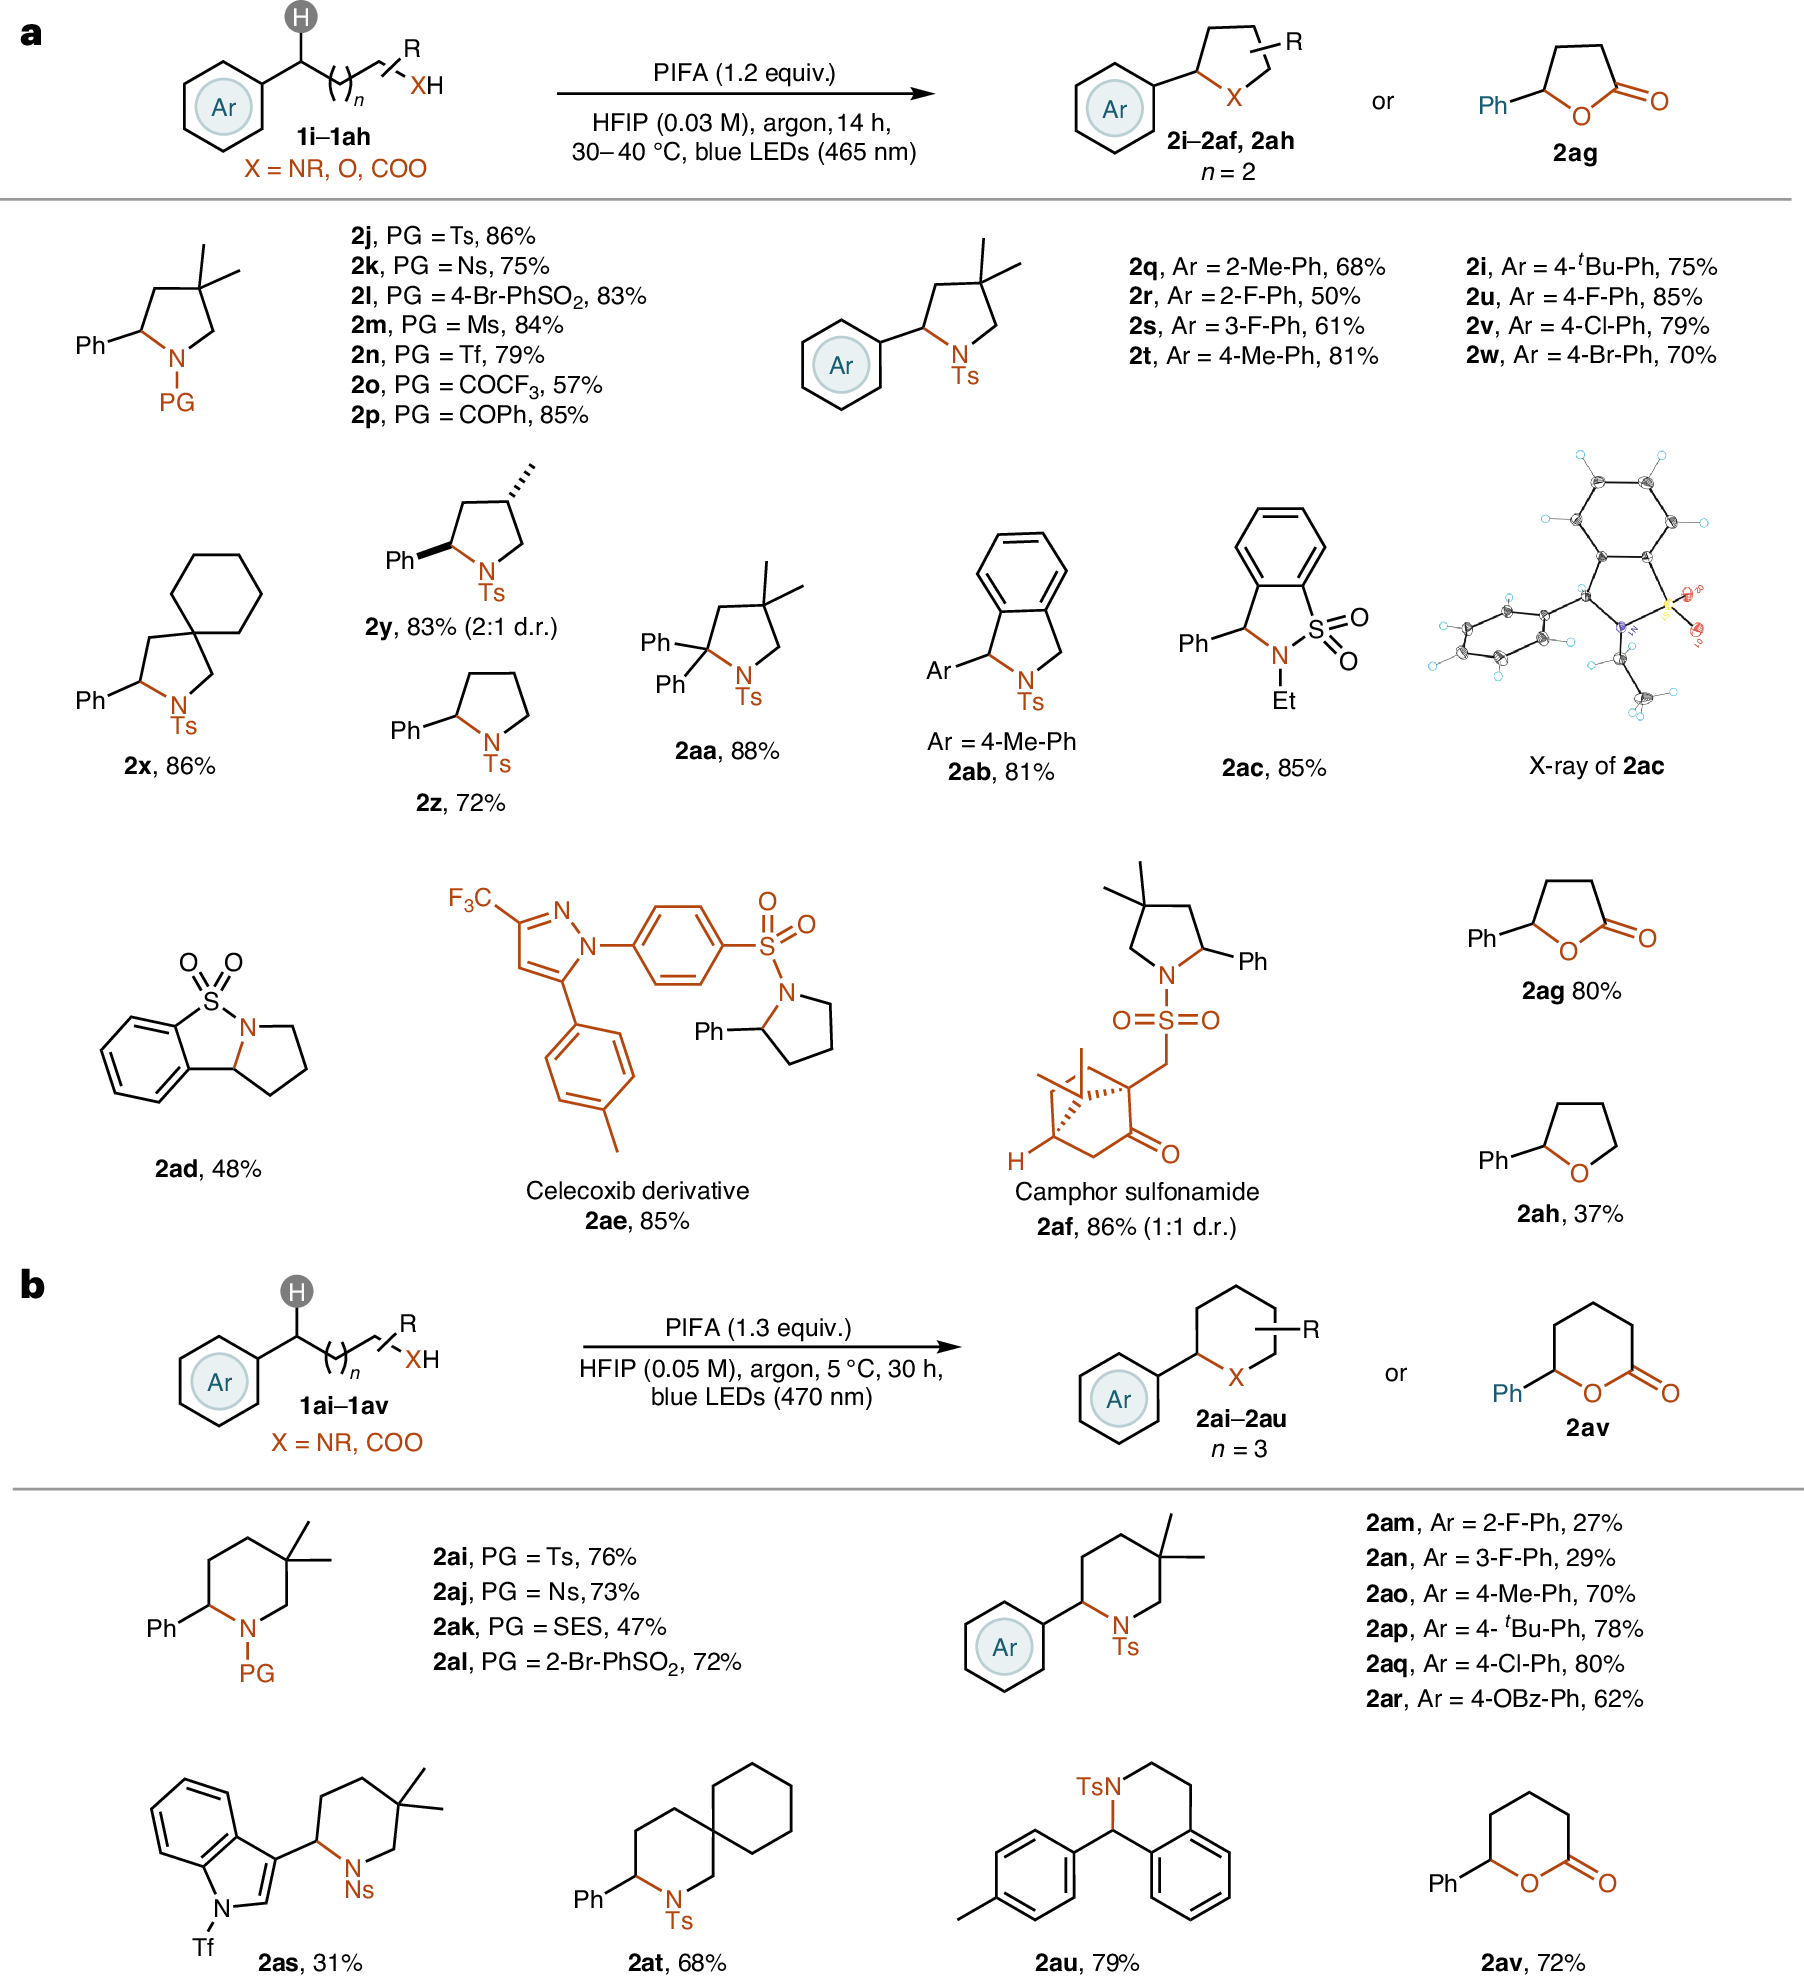 a
H
R
XH
Ar
n
1i–1ah
X = NR, O, COO
PIFA (1.2 equiv.)
HFIP (0.03 M), argon, 14 h,
30–40 °C, blue LEDs (465 nm)
R
X
Ar
2i–2af, 2ah
n = 2
or
Ph
O
O
2ag
Ph
N
PG
2j, PG = Ts, 86%
2k, PG = Ns, 75%
2l, PG = 4-Br-PhSO2, 83%
2m, PG = Ms, 84%
2n, PG = Tf, 79%
2o, PG = COCF3, 57%
2p, PG = COPh, 85%
Ar
N
Ts
2q, Ar = 2-Me-Ph, 68%
2r, Ar = 2-F-Ph, 50%
2s, Ar = 3-F-Ph, 61%
2t, Ar = 4-Me-Ph, 81%
2i, Ar = 4-tBu-Ph, 75%
2u, Ar = 4-F-Ph, 85%
2v, Ar = 4-Cl-Ph, 79%
2w, Ar = 4-Br-Ph, 70%
Ph
N
Ts
2x, 86%
Ph
N
Ts
2y, 83% (2:1 d.r.)
Ph
N
Ts
2z, 72%
Ph
Ph
N
Ts
2aa, 88%
Ar
N
Ts
Ar = 4-Me-Ph
2ab, 81%
Ph
N
S
O
O
Et
2ac, 85%
N1
O1
X-ray of 2ac
O O
S
N
2ad, 48%
F3C
N
N
O
O
S
N
Ph
Celecoxib derivative
2ae, 85%
N
Ph
O=S=O
O
H
Camphor sulfonamide
2af, 86% (1:1 d.r.)
Ph
O
O
2ag 80%
Ph
O
2ah, 37%
b
H
R
XH
Ar
n
1ai–1av
X = NR, COO
PIFA (1.3 equiv.)
HFIP (0.05 M), argon, 5 °C, 30 h,
blue LEDs (470 nm)
R
X
Ar
2ai–2au
n = 3
or
Ph
O
O
2av
Ph
N
PG
2ai, PG = Ts, 76%
2aj, PG = Ns, 73%
2ak, PG = SES, 47%
2al, PG = 2-Br-PhSO2, 72%
Ar
N
Ts
2am, Ar = 2-F-Ph, 27%
2an, Ar = 3-F-Ph, 29%
2ao, Ar = 4-Me-Ph, 70%
2ap, Ar = 4- tBu-Ph, 78%
2aq, Ar = 4-Cl-Ph, 80%
2ar, Ar = 4-OBz-Ph, 62%
N
Ns
N
Tf
2as, 31%
Ph
N
Ts
2at, 68%
TsN
2au, 79%
Ph
O
O
2av, 72%